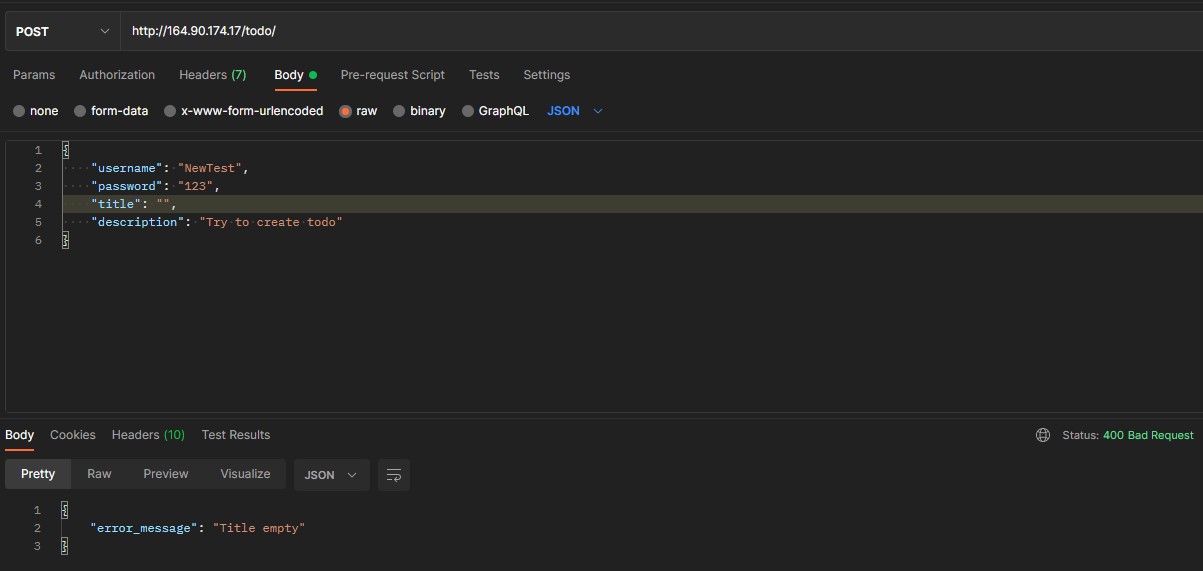 POST http://164.90.174.17/todo/
Params Authorization Headers (7) Body Pre-request Script Tests Settings
none form-data x-www-form-urlencoded raw binary GraphQL JSON
1 {
2 "username": "NewTest",
3 "password": "123",
4 "title": "",
5 "description": "Try to create todo"
6 }
Body Cookies Headers (10) Test Results Status: 400 Bad Request
Pretty Raw Preview Visualize JSON
1 {
2 "error_message": "Title empty"
3 }